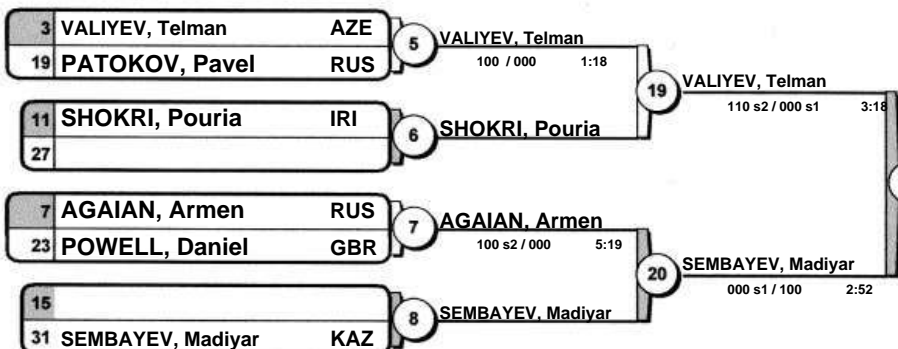 3 VALIYEV, Telman AZE
19 PATOKOV, Pavel RUS
5 VALIYEV, Telman
100 / 000 1:18
11 SHOKRI, Pouria IRI
27
6 SHOKRI, Pouria
19 VALIYEV, Telman
110 s2 / 000 s1 3:18
7 AGAIAN, Armen RUS
23 POWELL, Daniel GBR
7 AGAIAN, Armen
100 s2 / 000 5:19
15
31 SEMBAYEV, Madiyar KAZ
8 SEMBAYEV, Madiyar
20 SEMBAYEV, Madiyar
000 s1 / 100 2:52